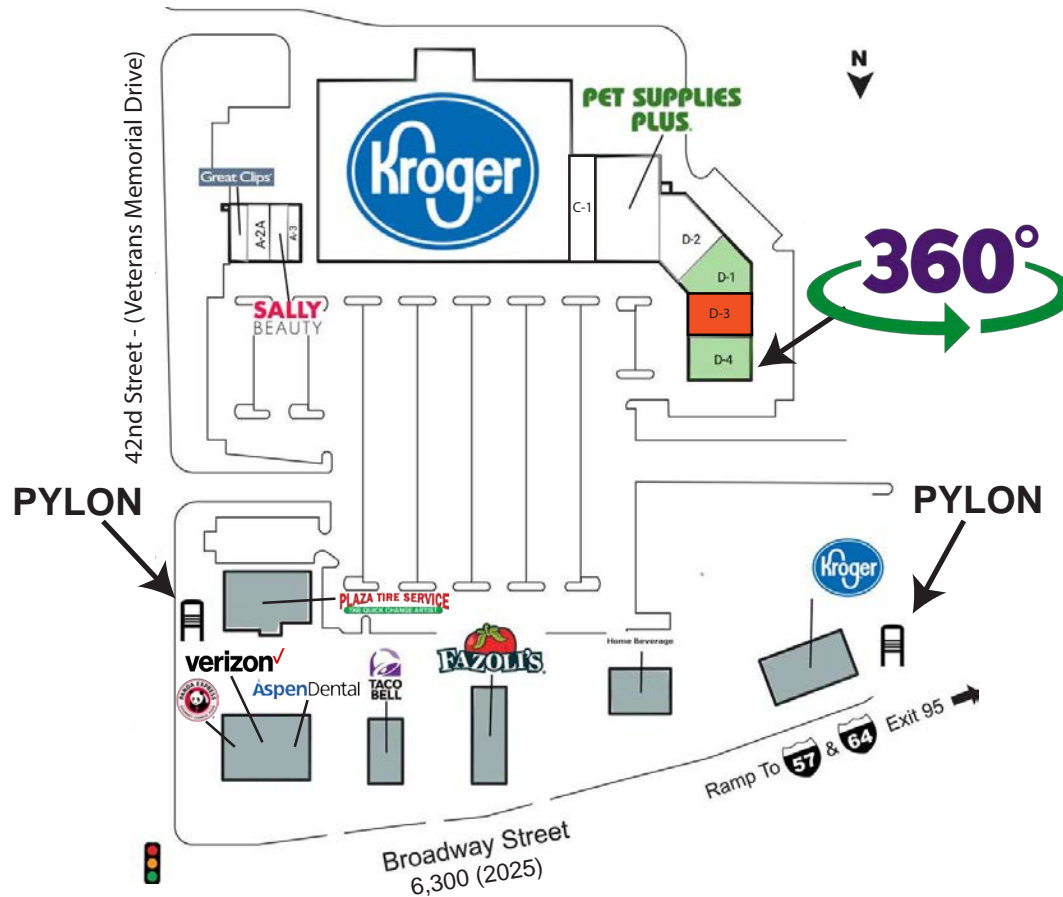 N
PET SUPPLIES
PLUS
42nd Street - (Veterans Memorial Drive)
Kroger
Great Clips
C-1
A-2A
A-3
D-2
360°
D-1
SALLY
BEAUTY
D-3
D-4
PYLON
PYLON
Kroger
PLAZA TIRE SERVICE
THE QUICK CHANGE ARTIST
Home Beverage
verizon
FAZOLI'S
TACO
BELL
AspenDental
PANDA EXPRESS
Ramp To 57 & 64 Exit 95
Broadway Street
6,300 (2025)